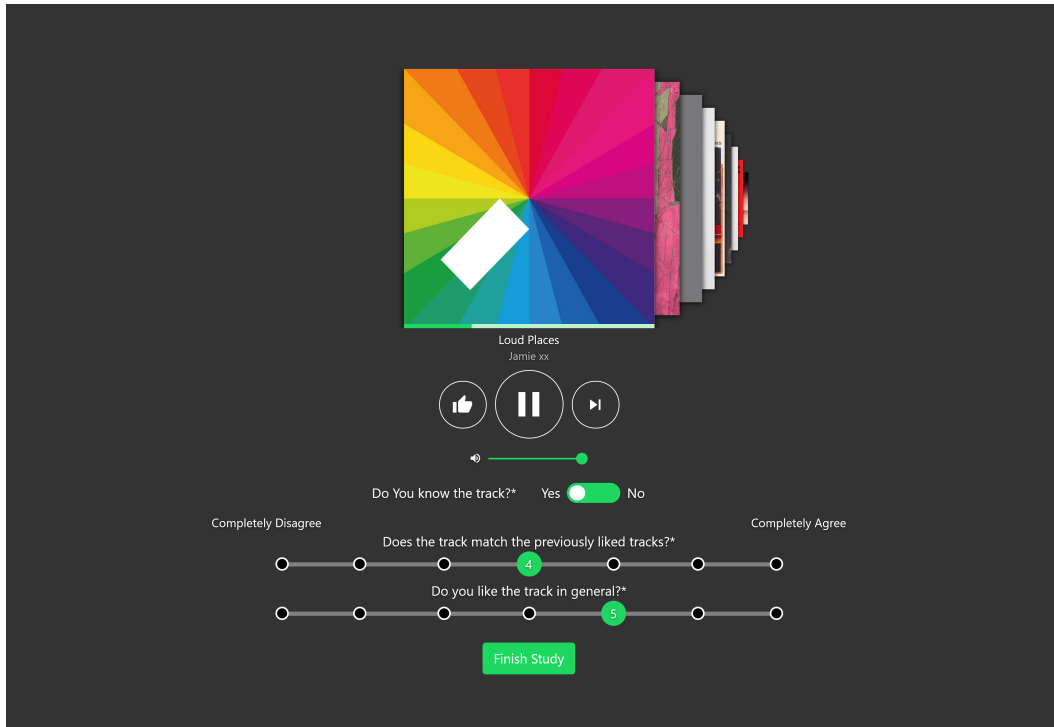 Loud Places
Jamie xx
Do You know the track?* Yes No
Completely Disagree Completely Agree
Does the track match the previously liked tracks?*
4
Do you like the track in general?*
5
Finish Study